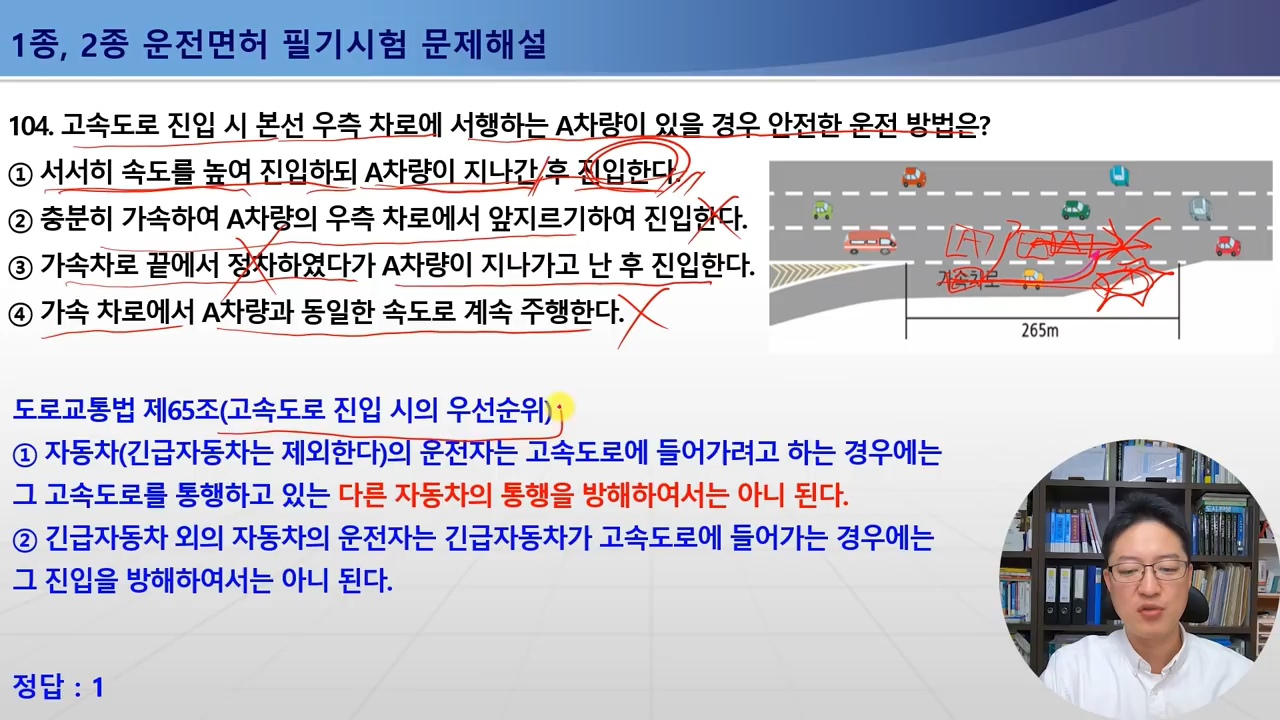 1종, 2종 운전면허 필기시험 문제해설
104. 고속도로 진입 시 본선 우측 차로에 서행하는 A차량이 있을 경우 안전한 운전 방법은?
① 서서히 속도를 높여 진입하되 A차량이 지나간 후 진입한다.
② 충분히 가속하여 A차량의 우측 차로에서 앞지르기하여 진입한다.
③ 가속차로 끝에서 정차하였다가 A차량이 지나가고 난 후 진입한다.
④ 가속 차로에서 A차량과 동일한 속도로 계속 주행한다.
A
가속차로
265m
도로교통법 제65조(고속도로 진입 시의 우선순위)
① 자동차(긴급자동차는 제외한다)의 운전자는 고속도로에 들어가려고 하는 경우에는
그 고속도로를 통행하고 있는 다른 자동차의 통행을 방해하여서는 아니 된다.
② 긴급자동차 외의 자동차의 운전자는 긴급자동차가 고속도로에 들어가는 경우에는
그 진입을 방해하여서는 아니 된다.
정답 : 1